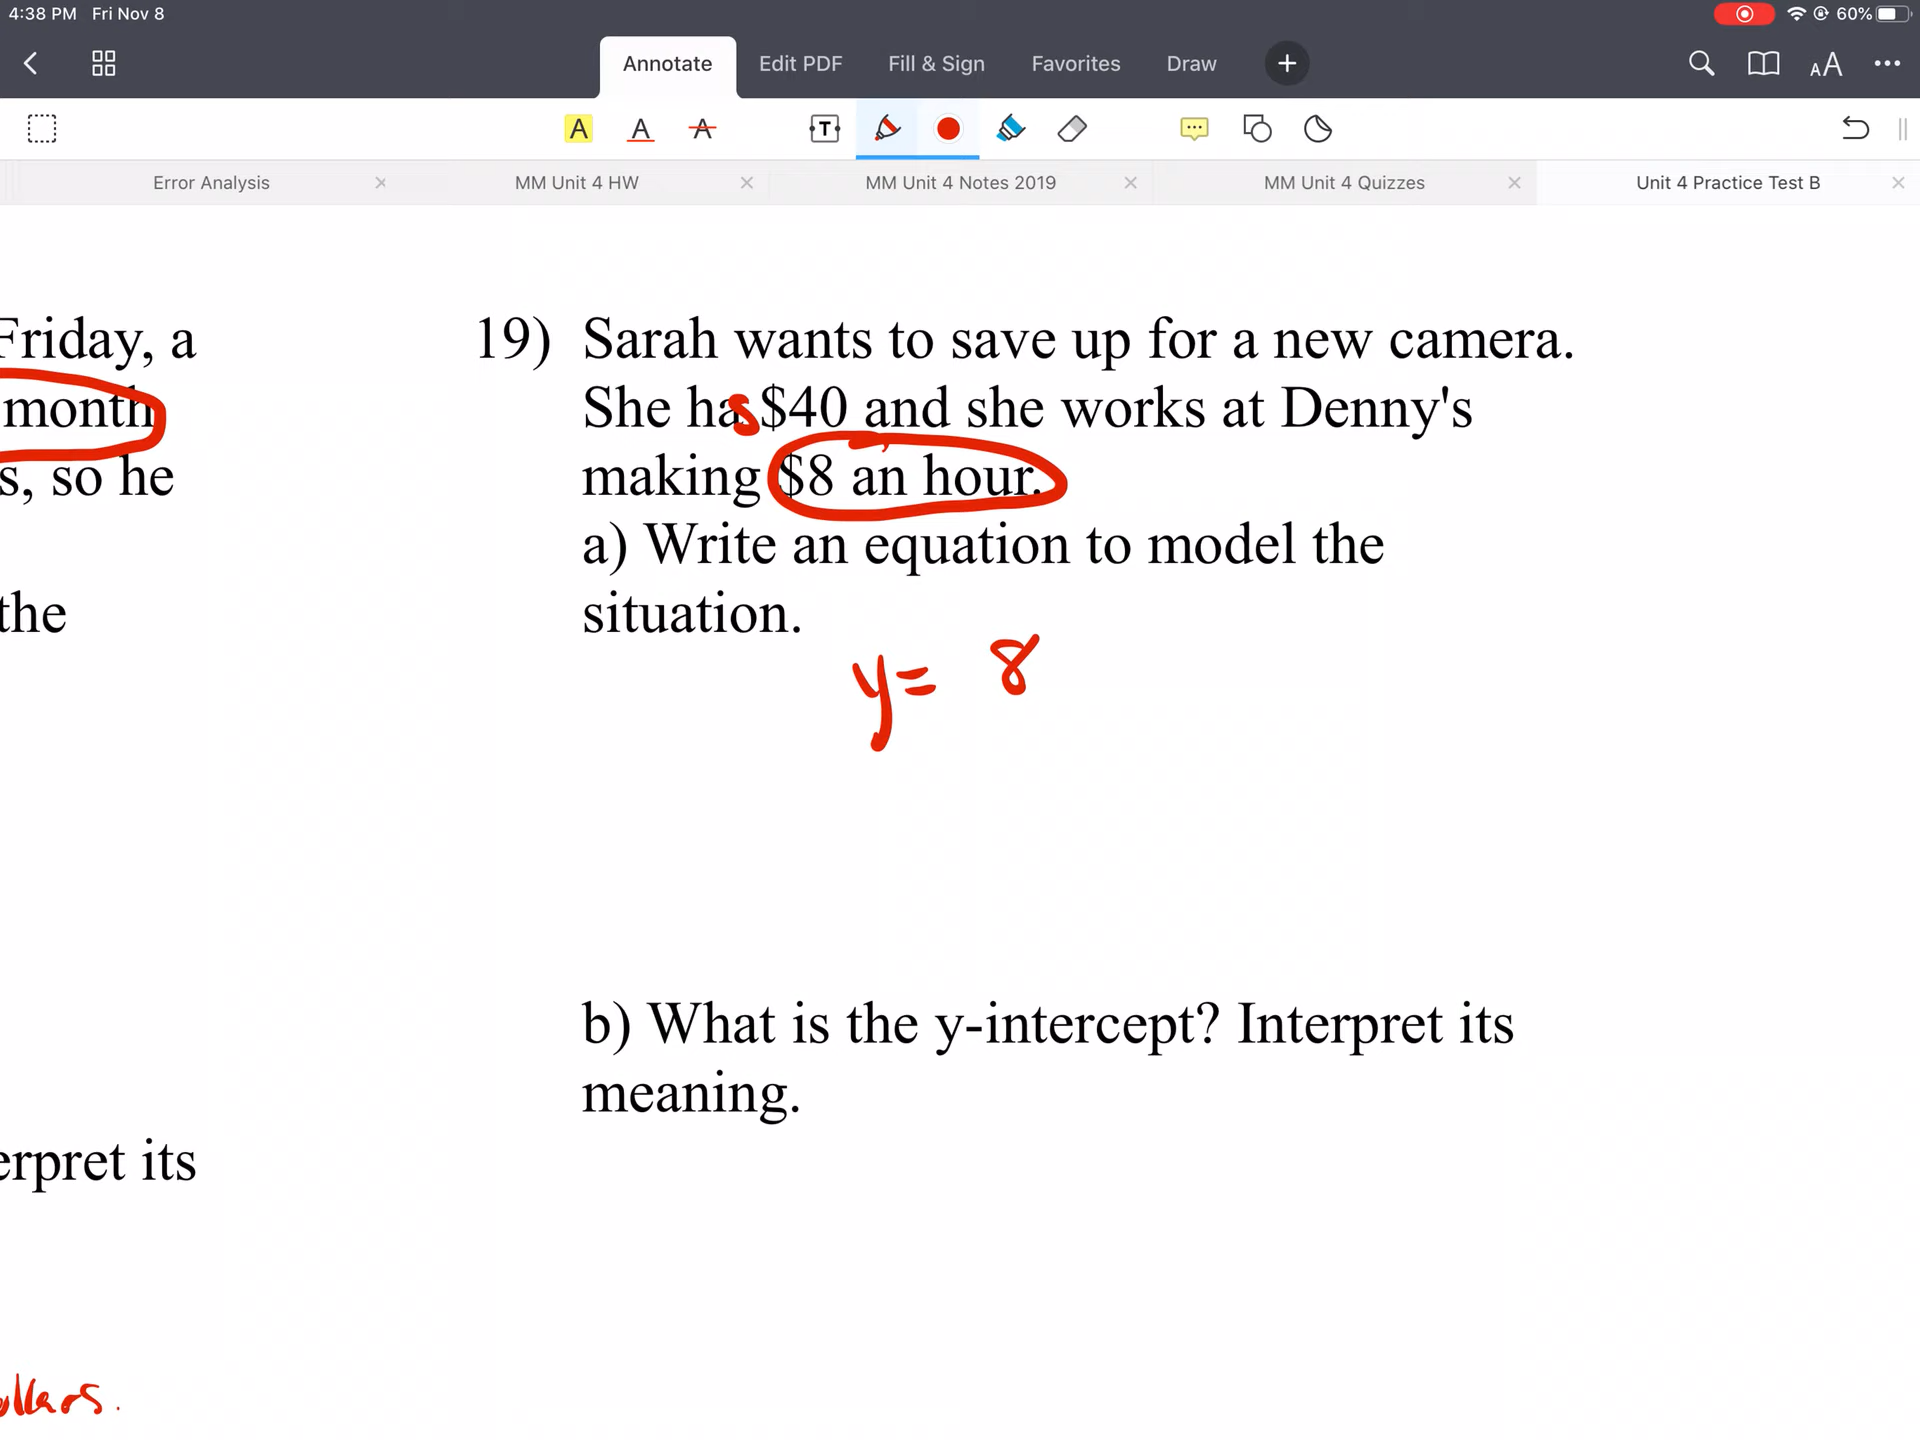 4:38 PM Fri Nov 8
60%
Annotate Edit PDF Fill & Sign Favorites Draw
AA
A A A T
Error Analysis MM Unit 4 HW MM Unit 4 Notes 2019 MM Unit 4 Quizzes Unit 4 Practice Test B
Friday, a
month
s, so he
the
erpret its
ollars.
19) Sarah wants to save up for a new camera.
She has $40 and she works at Denny's
making $8 an hour.
a) Write an equation to model the
situation.
y= 8
b) What is the y-intercept? Interpret its
meaning.